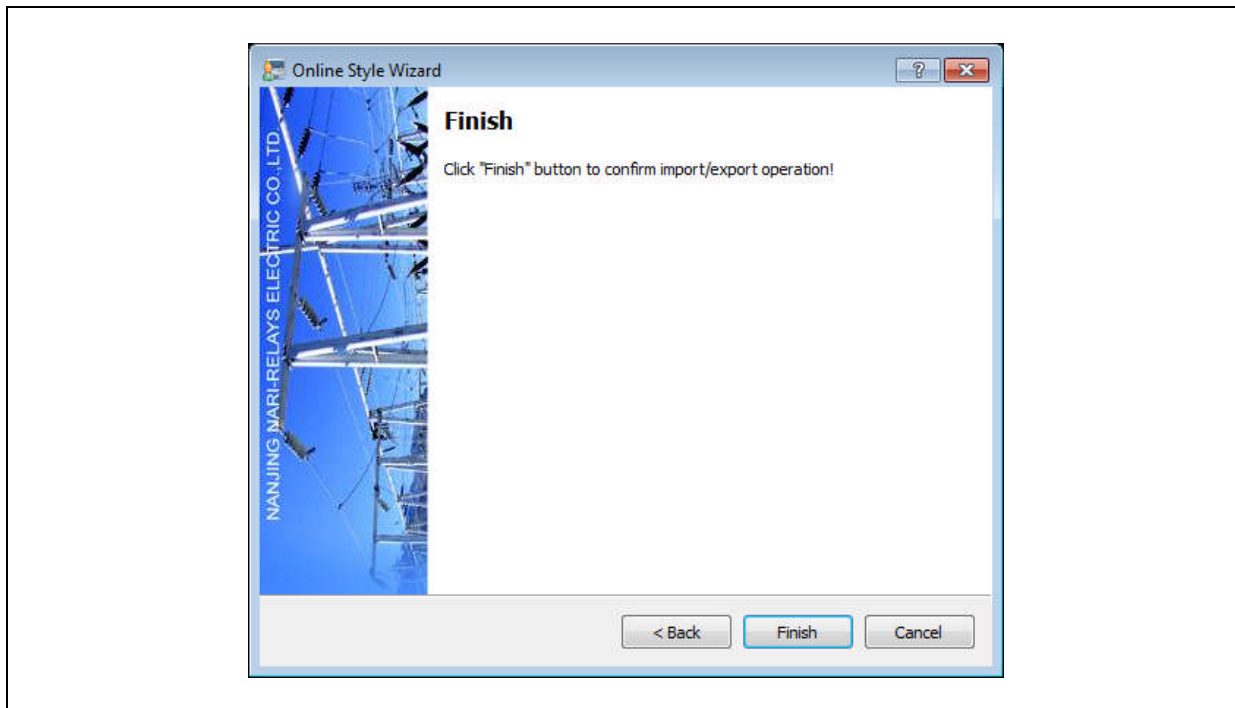 Online Style Wizard
NANJING NARI-RELAYS ELECTRIC CO.,LTD.
Finish
Click "Finish" button to confirm import/export operation!
< Back
Finish
Cancel